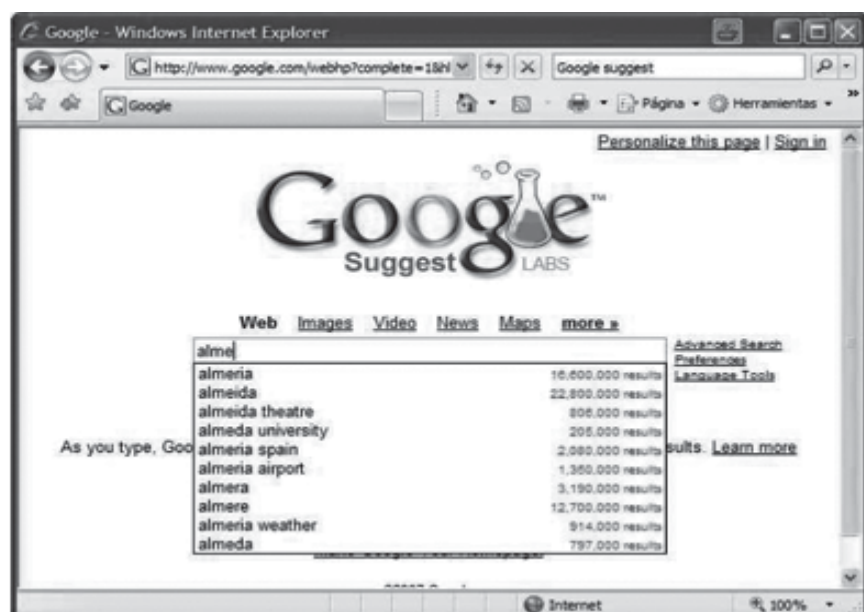 Google - Windows Internet Explorer
http://www.google.com/webhp?complete=1&hl
Google suggest
Google
Página
Herramientas
Personalize this page | Sign in
Google™
Suggest LABS
Web Images Video News Maps more »
alme
Advanced Search
Preferences
Language Tools
almeria 16,600,000 results
almeida 22,800,000 results
almeida theatre 806,000 results
almeda university 205,000 results
almeria spain 2,080,000 results
almeria airport 1,350,000 results
almera 3,190,000 results
almere 12,700,000 results
almeria weather 914,000 results
almeda 797,000 results
As you type, Goo sults. Learn more
Internet 100%